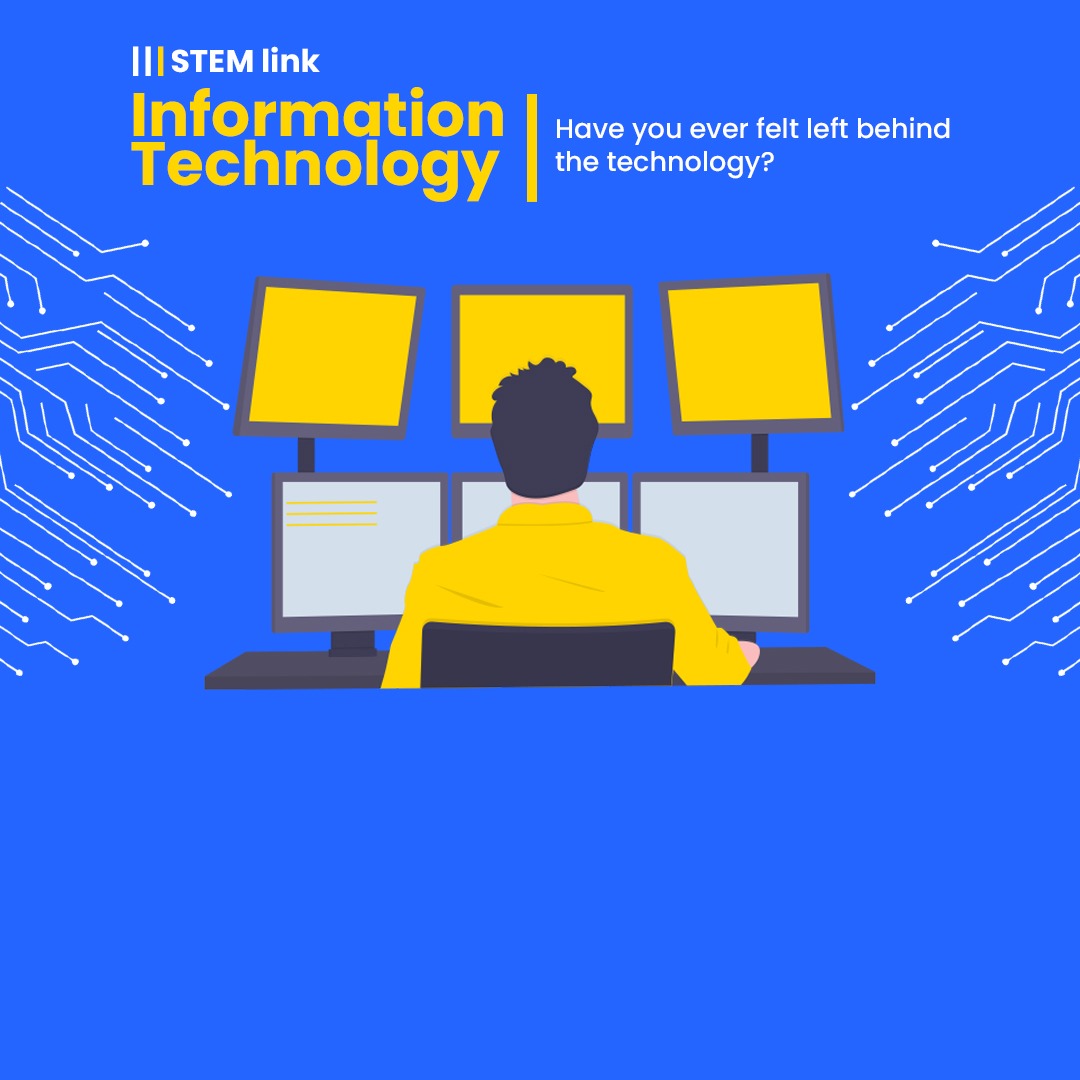 STEM link
Information
Technology
Have you ever felt left behind
the technology?